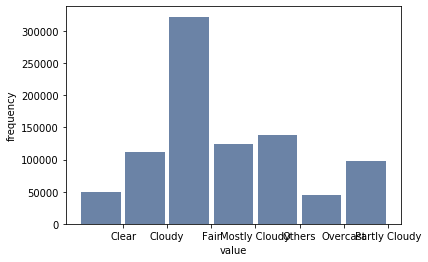 300000
250000
200000
150000
100000
50000
0
frequency
Clear Cloudy Fair Mostly Cloudy Others Overcast Partly Cloudy
value